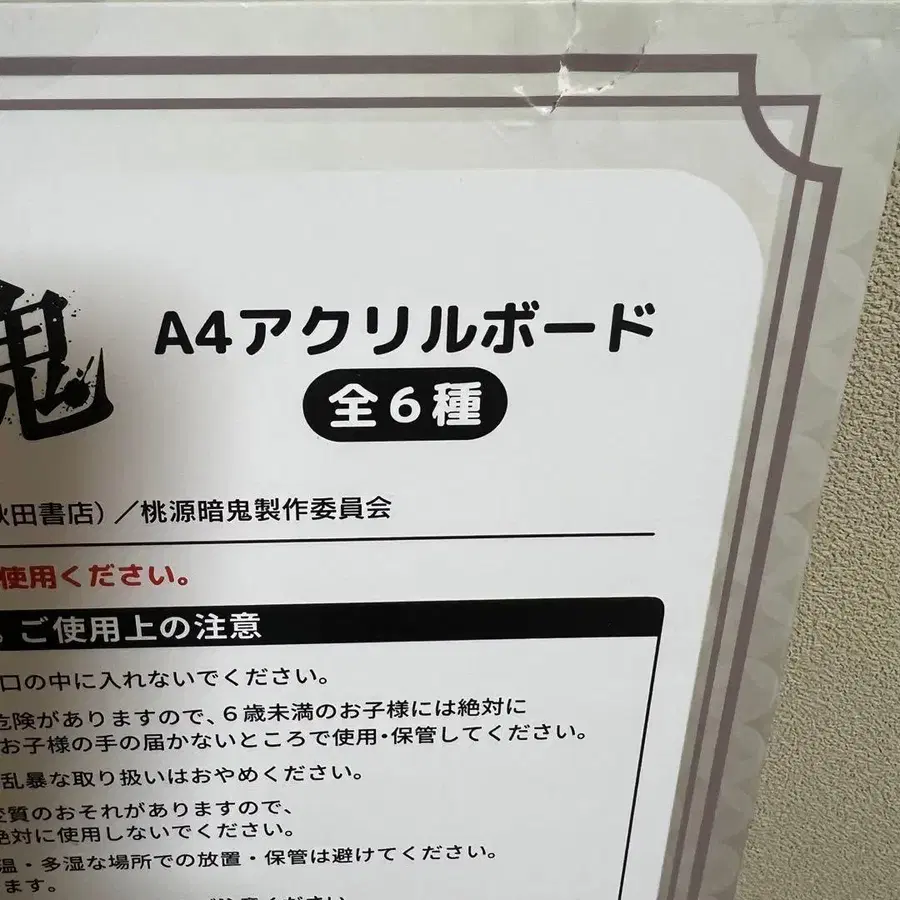 鬼
A4アクリルボード
全6種
秋田書店）／桃源暗鬼製作委員会
使用ください。
。ご使用上の注意
口の中に入れないでください。
危険がありますので、6歳未満のお子様には絶対に
お子様の手の届かないところで使用・保管してください。
乱暴な取り扱いはおやめください。
変質のおそれがありますので、
絶対に使用しないでください。
温・多湿な場所での放置・保管は避けてください。
ます。